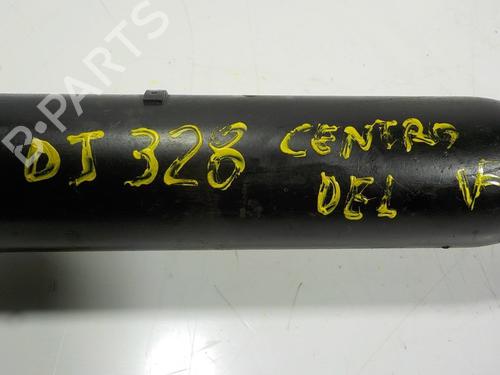 B-PARTS
DJ 328 CENTRO
DEL